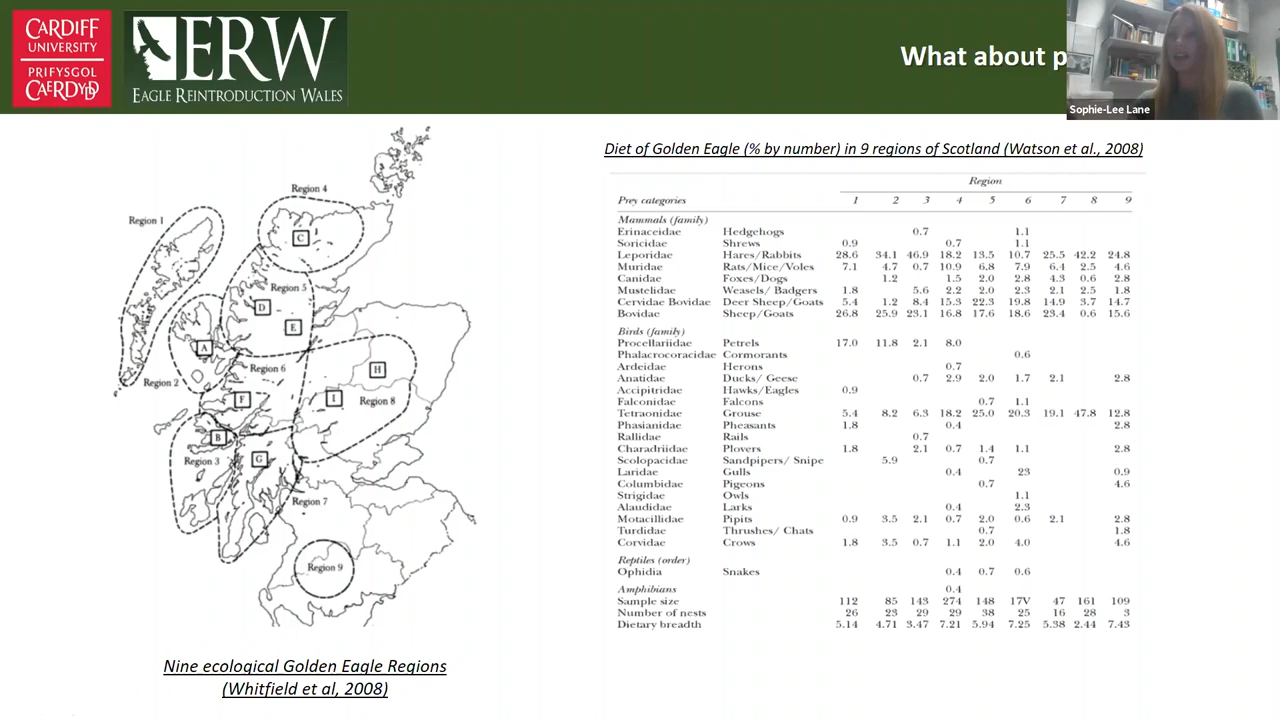 CARDIFF
UNIVERSITY
PRIFYSGOL
CAERDYDD
ERW
EAGLE REINTRODUCTION WALES
What about p
Sophie-Lee Lane
Region 4
Region 1
C
Region 5
D
E
A
H
Region 2
Region 6
F
I
Region 8
B
Region 3
G
Region 7
Region 9
Nine ecological Golden Eagle Regions
(Whitfield et al, 2008)
Diet of Golden Eagle (% by number) in 9 regions of Scotland (Watson et al., 2008)
Region
Prey categories 1 2 3 4 5 6 7 8 9
Mammals (family)
Erinaceidae Hedgehogs 0.7 1.1
Soricidae Shrews 0.9 0.7 1.1
Leporidae Hares/Rabbits 28.6 34.1 46.9 18.2 13.5 10.7 25.5 42.2 24.8
Muridae Rats/Mice/Voles 7.1 4.7 0.7 10.9 6.8 7.9 6.4 2.5 4.6
Canidae Foxes/Dogs 1.2 1.5 2.0 2.8 4.3 0.6 2.8
Mustelidae Weasels/ Badgers 1.8 5.6 2.2 2.0 2.3 2.1 2.5 1.8
Cervidae Bovidae Deer Sheep/Goats 5.4 1.2 8.4 15.3 22.3 19.8 14.9 3.7 14.7
Bovidae Sheep/Goats 26.8 25.9 23.1 16.8 17.6 18.6 23.4 0.6 15.6
Birds (family)
Procellariidae Petrels 17.0 11.8 2.1 8.0
Phalacrocoracidae Cormorants 0.6
Ardeidae Herons 0.7
Anatidae Ducks/ Geese 0.7 2.9 2.0 1.7 2.1 2.8
Accipitridae Hawks/Eagles 0.9
Falconidae Falcons 0.7 1.1
Tetraonidae Grouse 5.4 8.2 6.3 18.2 25.0 20.3 19.1 47.8 12.8
Phasianidae Pheasants 1.8 0.4 2.8
Rallidae Rails 0.7
Charadriidae Plovers 1.8 2.1 0.7 1.4 1.1 2.8
Scolopacidae Sandpipers/ Snipe 5.9 0.7
Laridae Gulls 0.4 23 0.9
Columbidae Pigeons 0.7 4.6
Strigidae Owls 1.1
Alaudidae Larks 0.4 2.3
Motacillidae Pipits 0.9 3.5 2.1 0.7 2.0 0.6 2.1 2.8
Turdidae Thrushes/ Chats 0.7 1.8
Corvidae Crows 1.8 3.5 0.7 1.1 2.0 4.0 4.6
Reptiles (order)
Ophidia Snakes 0.4 0.7 0.6
Amphibians 0.4
Sample size 112 85 143 274 148 17V 47 161 109
Number of nests 26 23 29 29 38 25 16 28 3
Dietary breadth 5.14 4.71 3.47 7.21 5.94 7.25 5.38 2.44 7.43